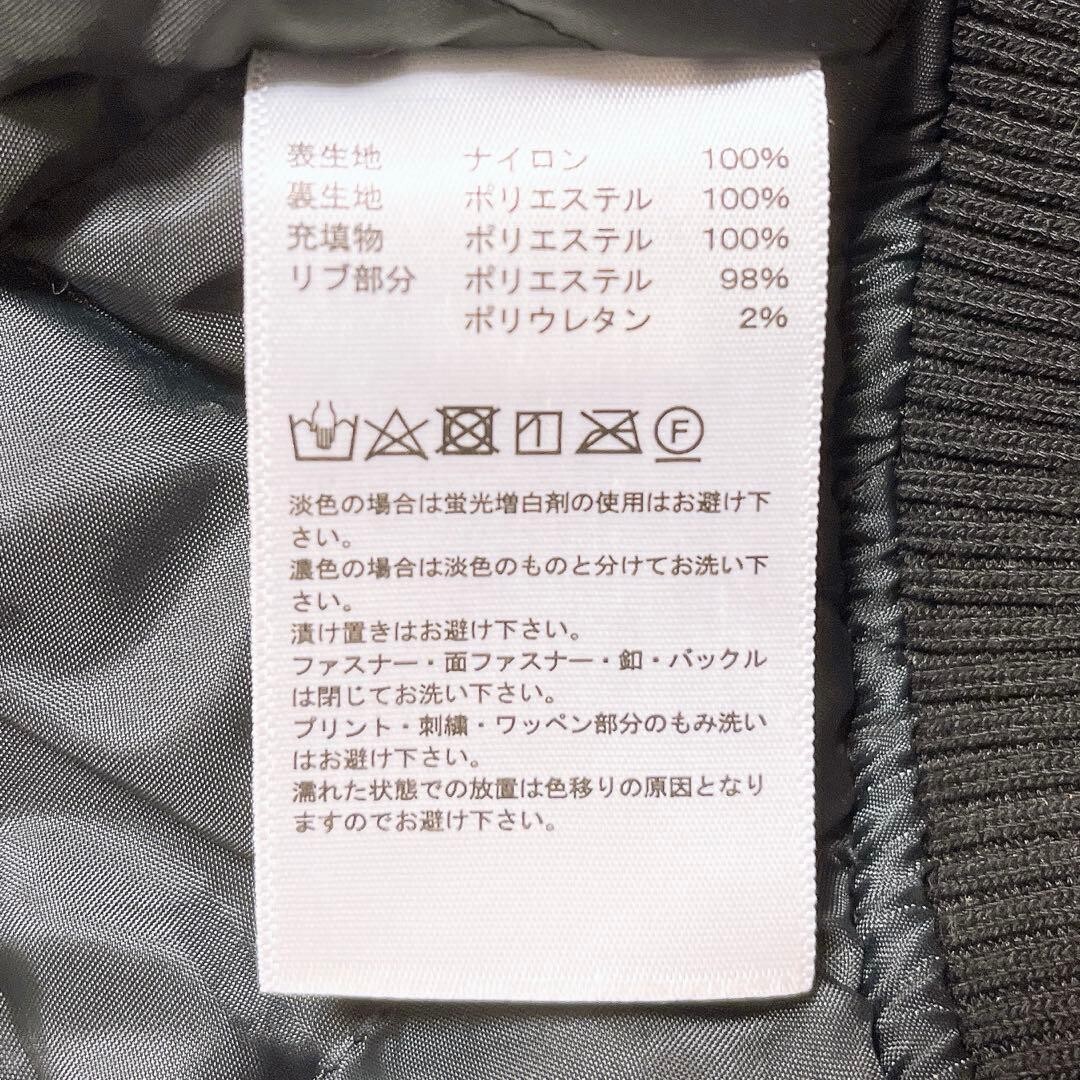 表生地 ナイロン 100%
裏生地 ポリエステル 100%
充填物 ポリエステル 100%
リブ部分 ポリエステル 98%
ポリウレタン 2%
F
淡色の場合は蛍光増白剤の使用はお避け下
さい。
濃色の場合は淡色のものと分けてお洗い下
さい。
漬け置きはお避け下さい。
ファスナー・面ファスナー・釦・バックル
は閉じてお洗い下さい。
プリント・刺繍・ワッペン部分のもみ洗い
はお避け下さい。
濡れた状態での放置は色移りの原因となり
ますのでお避け下さい。